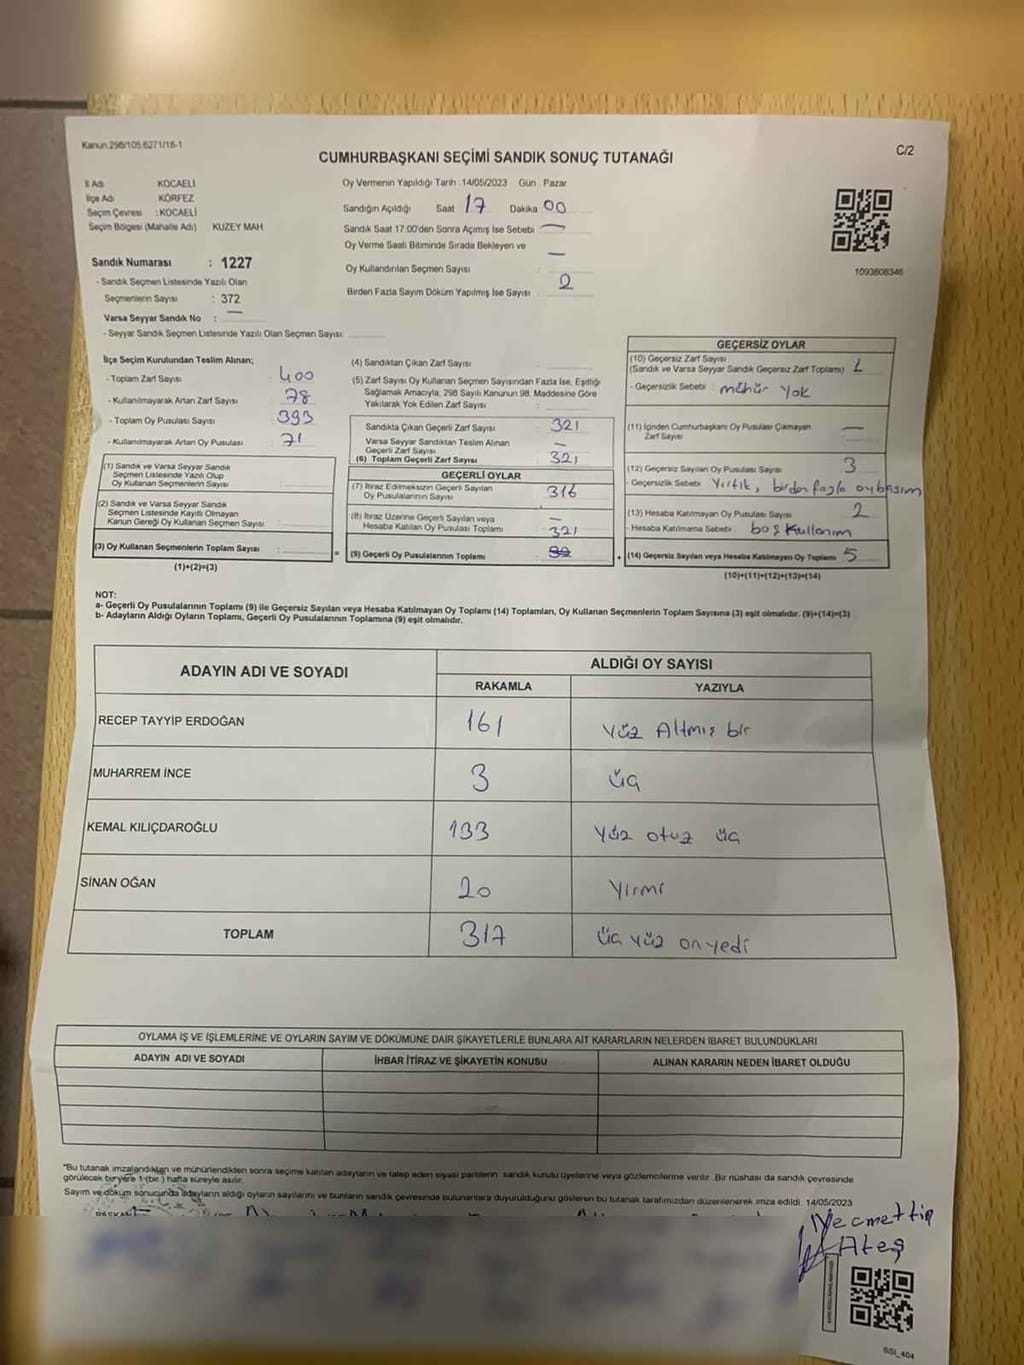 Kanun.298/105,6271/18-1
C/2
CUMHURBAŞKANI SEÇİMİ SANDIK SONUÇ TUTANAĞI
İl Adı KOCAELİ
İlçe Adı KÖRFEZ
Seçim Çevresi : KOCAELİ
Seçim Bölgesi (Mahalle Adı) KUZEY MAH
Sandık Numarası : 1227
- Sandık Seçmen Listesinde Yazılı Olan
Seçmenlerin Sayısı : 372
Varsa Seyyar Sandık No : —
- Seyyar Sandık Seçmen Listesinde Yazılı Olan Seçmen Sayısı:
Oy Vermenin Yapıldığı Tarih : 14/05/2023 Gün : Pazar
Sandığın Açıldığı Saat 17 Dakika 00
Sandık Saat 17:00'den Sonra Açımış İse Sebebi —
Oy Verme Saati Bitiminde Sırada Bekleyen ve —
Oy Kullandırılan Seçmen Sayısı :
Birden Fazla Sayım Döküm Yapılmış İse Sayısı : 2
1093808346
İlçe Seçim Kurulundan Teslim Alınan;
- Toplam Zarf Sayısı : 400
- Kullanılmayarak Artan Zarf Sayısı : 78
- Toplam Oy Pusulası Sayısı : 393
- Kullanılmayarak Artan Oy Pusulası : 71
(1) Sandık ve Varsa Seyyar Sandık
Seçmen Listesinde Yazılı Olup
Oy Kullanan Seçmenlerin Sayısı :
(2) Sandık ve Varsa Seyyar Sandık
Seçmen Listesinde Kayıtlı Olmayan
Kanun Gereği Oy Kullanan Seçmen Sayısı :
(3) Oy Kullanan Seçmenlerin Toplam Sayısı :
(1)+(2)=(3)
(4) Sandıktan Çıkan Zarf Sayısı :
(5) Zarf Sayısı Oy Kullanan Seçmen Sayısından Fazla İse, Eşitliği
Sağlamak Amacıyla, 298 Sayılı Kanunun 98. Maddesine Göre
Yakılarak Yok Edilen Zarf Sayısı :
Sandıkta Çıkan Geçerli Zarf Sayısı : 321
Varsa Seyyar Sandıktan Teslim Alınan
Geçerli Zarf Sayısı : —
(6) Toplam Geçerli Zarf Sayısı : 321
GEÇERLİ OYLAR
(7) İtiraz Edilmeksizin Geçerli Sayılan
Oy Pusulalarının Sayısı : 316
(8) İtiraz Üzerine Geçerli Sayılan veya —
Hesaba Katılan Oy Pusulası Toplamı : 321
(9) Geçerli Oy Pusulalarının Toplamı :
GEÇERSİZ OYLAR
(10) Geçersiz Zarf Sayısı
(Sandık ve Varsa Seyyar Sandık Geçersiz Zarf Toplamı) : 1
- Geçersizlik Sebebi : mühür yok
(11) İçinden Cumhurbaşkanı Oy Pusulası Çıkmayan
Zarf Sayısı : —
(12) Geçersiz Sayılan Oy Pusulası Sayısı : 3
- Geçersizlik Sebebi : Yırtık, birden fazla oy basım
(13) Hesaba Katılmayan Oy Pusulası Sayısı : 2
- Hesaba Katılmama Sebebi : boş Kullanım
(14) Geçersiz Sayılan veya Hesaba Katılmayan Oy Toplamı : 5
(10)+(11)+(12)+(13)=(14)
NOT:
a- Geçerli Oy Pusulalarının Toplamı (9) ile Geçersiz Sayılan veya Hesaba Katılmayan Oy Toplamı (14) Toplamları, Oy Kullanan Seçmenlerin Toplam Sayısına (3) eşit olmalıdır. (9)+(14)=(3)
b- Adayların Aldığı Oyların Toplamı, Geçerli Oy Pusulalarının Toplamına (9) eşit olmalıdır.
ADAYIN ADI VE SOYADI
ALDIĞI OY SAYISI
RAKAMLA YAZIYLA
RECEP TAYYİP ERDOĞAN 161 Yüz Altmış bir
MUHARREM İNCE 3 üç
KEMAL KILIÇDAROĞLU 133 Yüz otuz üç
SİNAN OĞAN 20 Yirmi
TOPLAM 317 Üç yüz onyedi
OYLAMA İŞ VE İŞLEMLERİNE VE OYLARIN SAYIM VE DÖKÜMÜNE DAİR ŞİKAYETLERLE BUNLARA AİT KARARLARIN NELERDEN İBARET BULUNDUKLARI
ADAYIN ADI VE SOYADI İHBAR İTİRAZ VE ŞİKAYETİN KONUSU ALINAN KARARIN NEDEN İBARET OLDUĞU
"Bu tutanak imzalandıktan ve mühürlendikten sonra seçime katılan adayların ve talep eden siyasi partilerin sandık kurulu üyelerine veya gözlemcilerine verilir. Bir nüshası da sandık çevresinde
görülecek bir yere 1 (bir ) hafta süreyle asılır.
Sayım ve döküm sonucunda adayların aldığı oyların sayılarını ve bunların sandık çevresinde bulunanlara duyurulduğunu gösteren bu tutanak tarafımızdan düzenlenerek imza edildi. 14/05/2023
BAŞKAN
Necmettin
Ateş
SGI_404